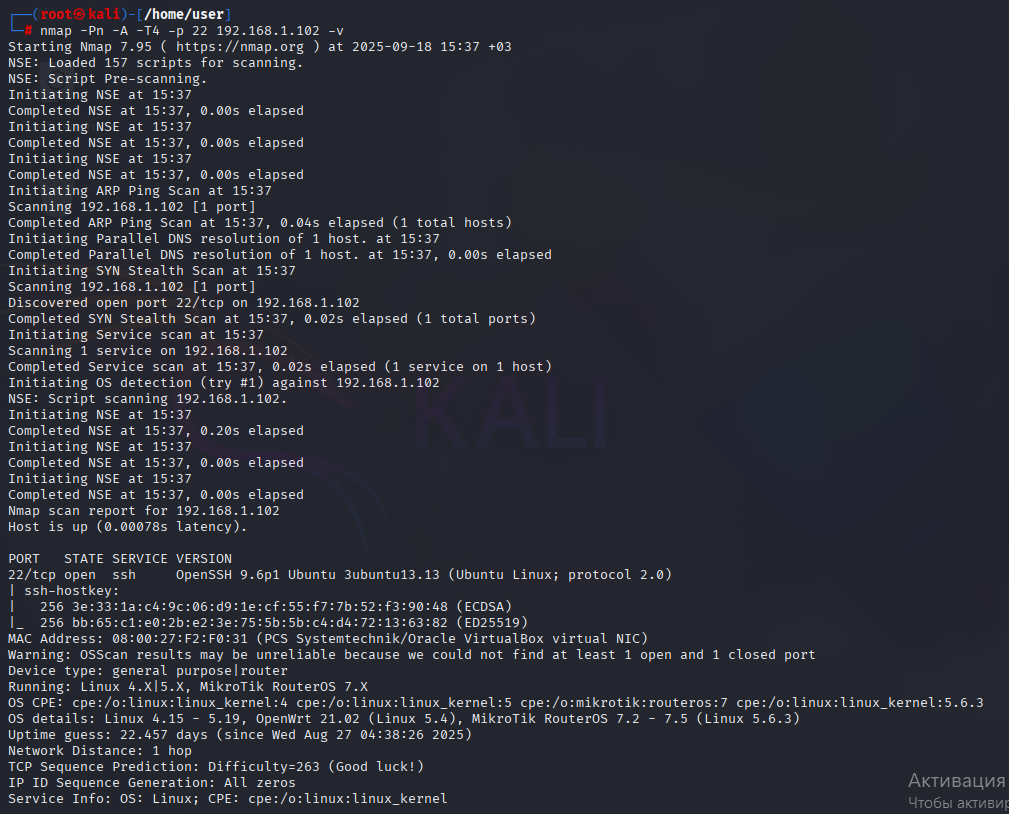 ┌──(root㉿kali)-[/home/user]
└─# nmap -Pn -A -T4 -p 22 192.168.1.102 -v
Starting Nmap 7.95 ( https://nmap.org ) at 2025-09-18 15:37 +03
NSE: Loaded 157 scripts for scanning.
NSE: Script Pre-scanning.
Initiating NSE at 15:37
Completed NSE at 15:37, 0.00s elapsed
Initiating NSE at 15:37
Completed NSE at 15:37, 0.00s elapsed
Initiating NSE at 15:37
Completed NSE at 15:37, 0.00s elapsed
Initiating ARP Ping Scan at 15:37
Scanning 192.168.1.102 [1 port]
Completed ARP Ping Scan at 15:37, 0.04s elapsed (1 total hosts)
Initiating Parallel DNS resolution of 1 host. at 15:37
Completed Parallel DNS resolution of 1 host. at 15:37, 0.00s elapsed
Initiating SYN Stealth Scan at 15:37
Scanning 192.168.1.102 [1 port]
Discovered open port 22/tcp on 192.168.1.102
Completed SYN Stealth Scan at 15:37, 0.02s elapsed (1 total ports)
Initiating Service scan at 15:37
Scanning 1 service on 192.168.1.102
Completed Service scan at 15:37, 0.02s elapsed (1 service on 1 host)
Initiating OS detection (try #1) against 192.168.1.102
NSE: Script scanning 192.168.1.102.
Initiating NSE at 15:37
Completed NSE at 15:37, 0.20s elapsed
Initiating NSE at 15:37
Completed NSE at 15:37, 0.00s elapsed
Initiating NSE at 15:37
Completed NSE at 15:37, 0.00s elapsed
Nmap scan report for 192.168.1.102
Host is up (0.00078s latency).
PORT   STATE SERVICE VERSION
22/tcp open  ssh     OpenSSH 9.6p1 Ubuntu 3ubuntu13.13 (Ubuntu Linux; protocol 2.0)
| ssh-hostkey:
|   256 3e:33:1a:c4:9c:06:d9:1e:cf:55:f7:7b:52:f3:90:48 (ECDSA)
|_  256 bb:65:c1:e0:2b:e2:3e:75:5b:5b:c4:d4:72:13:63:82 (ED25519)
MAC Address: 08:00:27:F2:F0:31 (PCS Systemtechnik/Oracle VirtualBox virtual NIC)
Warning: OSScan results may be unreliable because we could not find at least 1 open and 1 closed port
Device type: general purpose|router
Running: Linux 4.X|5.X, MikroTik RouterOS 7.X
OS CPE: cpe:/o:linux:linux_kernel:4 cpe:/o:linux:linux_kernel:5 cpe:/o:mikrotik:routeros:7 cpe:/o:linux:linux_kernel:5.6.3
OS details: Linux 4.15 - 5.19, OpenWrt 21.02 (Linux 5.4), MikroTik RouterOS 7.2 - 7.5 (Linux 5.6.3)
Uptime guess: 22.457 days (since Wed Aug 27 04:38:26 2025)
Network Distance: 1 hop
TCP Sequence Prediction: Difficulty=263 (Good luck!)
IP ID Sequence Generation: All zeros
Service Info: OS: Linux; CPE: cpe:/o:linux:linux_kernel
KALI
Активация
Чтобы активир